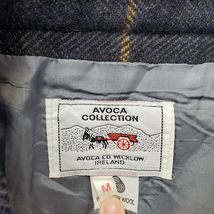 AVOCA
COLLECTION
AVOCA CO. WICKLOW
IRELAND.
M
WOOL